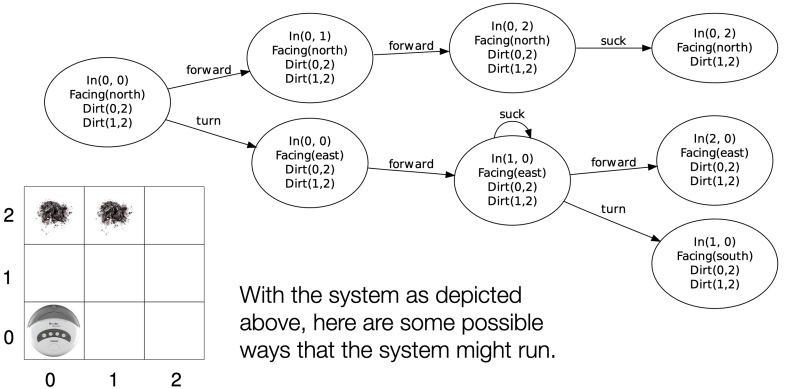 In(0, 0)
Facing(north)
Dirt(0,2)
Dirt(1,2)
forward
In(0, 1)
Facing(north)
Dirt(0,2)
Dirt(1,2)
forward
In(0, 2)
Facing(north)
Dirt(0,2)
Dirt(1,2)
suck
In(0, 2)
Facing(north)
Dirt(1,2)
turn
In(0, 0)
Facing(east)
Dirt(0,2)
Dirt(1,2)
forward
suck
In(1, 0)
Facing(east)
Dirt(0,2)
Dirt(1,2)
forward
In(2, 0)
Facing(east)
Dirt(0,2)
Dirt(1,2)
turn
In(1, 0)
Facing(south)
Dirt(0,2)
Dirt(1,2)
2
1
0
0 1 2
With the system as depicted
above, here are some possible
ways that the system might run.